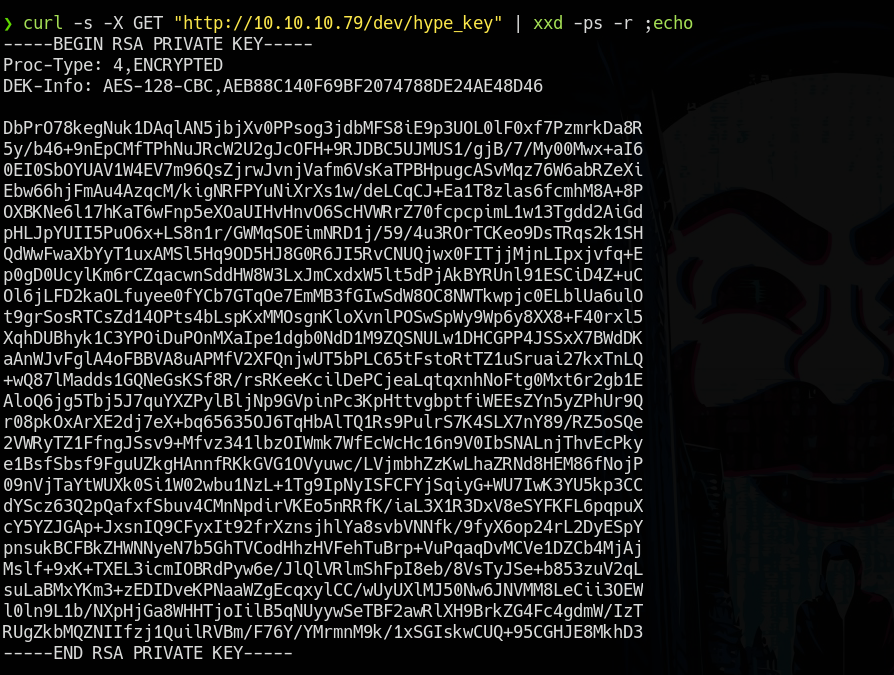 ❯ curl -s -X GET "http://10.10.10.79/dev/hype_key" | xxd -ps -r ;echo
-----BEGIN RSA PRIVATE KEY-----
Proc-Type: 4,ENCRYPTED
DEK-Info: AES-128-CBC,AEB88C140F69BF2074788DE24AE48D46
DbPrO78kegNuk1DAqlAN5jbjXv0PPsog3jdbMFS8iE9p3UOL0lF0xf7PzmrkDa8R
5y/b46+9nEpCMfTPhNuJRcW2U2gJcOFH+9RJDBC5UJMUS1/gjB/7/My00Mwx+aI6
0EI0SbOYUAV1W4EV7m96QsZjrwJvnjVafm6VsKaTPBHpugcASvMqz76W6abRZeXi
Ebw66hjFmAu4AzqcM/kigNRFPYuNiXrXs1w/deLCqCJ+Ea1T8zlas6fcmhM8A+8P
OXBKNe6l17hKaT6wFnp5eXOaUIHvHnvO6ScHVWRrZ70fcpcpimL1w13Tgdd2AiGd
pHLJpYUII5PuO6x+LS8n1r/GWMqSOEimNRD1j/59/4u3ROrTCKeo9DsTRqs2k1SH
QdWwFwaXbYyT1uxAMSl5Hq9OD5HJ8G0R6JI5RvCNUQjwx0FITjjMjnLIpxjvfq+E
p0gD0UcylKm6rCZqacwnSddHW8W3LxJmCxdxW5lt5dPjAkBYRUnl91ESCiD4Z+uC
Ol6jLFD2kaOLfuyee0fYCb7GTqOe7EmMB3fGIwSdW8OC8NWTkwpjc0ELblUa6ulO
t9grSosRTCsZd14OPts4bLspKxMMOsgnKloXvnlPOSwSpWy9Wp6y8XX8+F40rxl5
XqhDUBhyk1C3YPOiDuPOnMXaIpe1dgb0NdD1M9ZQSNULw1DHCGPP4JSSxX7BWdDK
aAnWJvFglA4oFBBVA8uAPMfV2XFQnjwUT5bPLC65tFstoRtTZ1uSruai27kxTnLQ
+wQ87lMadds1GQNeGsKSf8R/rsRKeeKcilDePCjeaLqtqxnhNoFtg0Mxt6r2gb1E
AloQ6jg5Tbj5J7quYXZPylBljNp9GVpinPc3KpHttvgbptfiWEEsZYn5yZPhUr9Q
r08pkOxArXE2dj7eX+bq65635OJ6TqHbAlTQ1Rs9PulrS7K4SLX7nY89/RZ5oSQe
2VWRyTZ1FfngJSsv9+Mfvz341lbzOIWmk7WfEcWcHc16n9V0IbSNALnjThvEcPky
e1BsfSbsf9FguUZkgHAnnfRKkGVG1OVyuwc/LVjmbhZzKwLhaZRNd8HEM86fNojP
09nVjTaYtWUXk0Si1W02wbu1NzL+1Tg9IpNyISFCFYjSqiyG+WU7IwK3YU5kp3CC
dYScz63Q2pQafxfSbuv4CMnNpdirVKEo5nRRfK/iaL3X1R3DxV8eSYFKFL6pqpuX
cY5YZJGAp+JxsnIQ9CFyxIt92frXznsjhlYa8svbVNNfk/9fyX6op24rL2DyESpY
pnsukBCFBkZHWNNyeN7b5GhTVCodHhzHVFehTuBrp+VuPqaqDvMCVe1DZCb4MjAj
Mslf+9xK+TXEL3icmIOBRdPyw6e/JlQlVRlmShFpI8eb/8VsTyJSe+b853zuV2qL
suLaBMxYKm3+zEDIDveKPNaaWZgEcqxylCC/wUyUXlMJ50Nw6JNVMM8LeCii3OEW
l0ln9L1b/NXpHjGa8WHHTjoIilB5qNUyywSeTBF2awRlXH9BrkZG4Fc4gdmW/IzT
RUgZkbMQZNIIfzj1QuilRVBm/F76Y/YMrmnM9k/1xSGIskwCUQ+95CGHJE8MkhD3
-----END RSA PRIVATE KEY-----